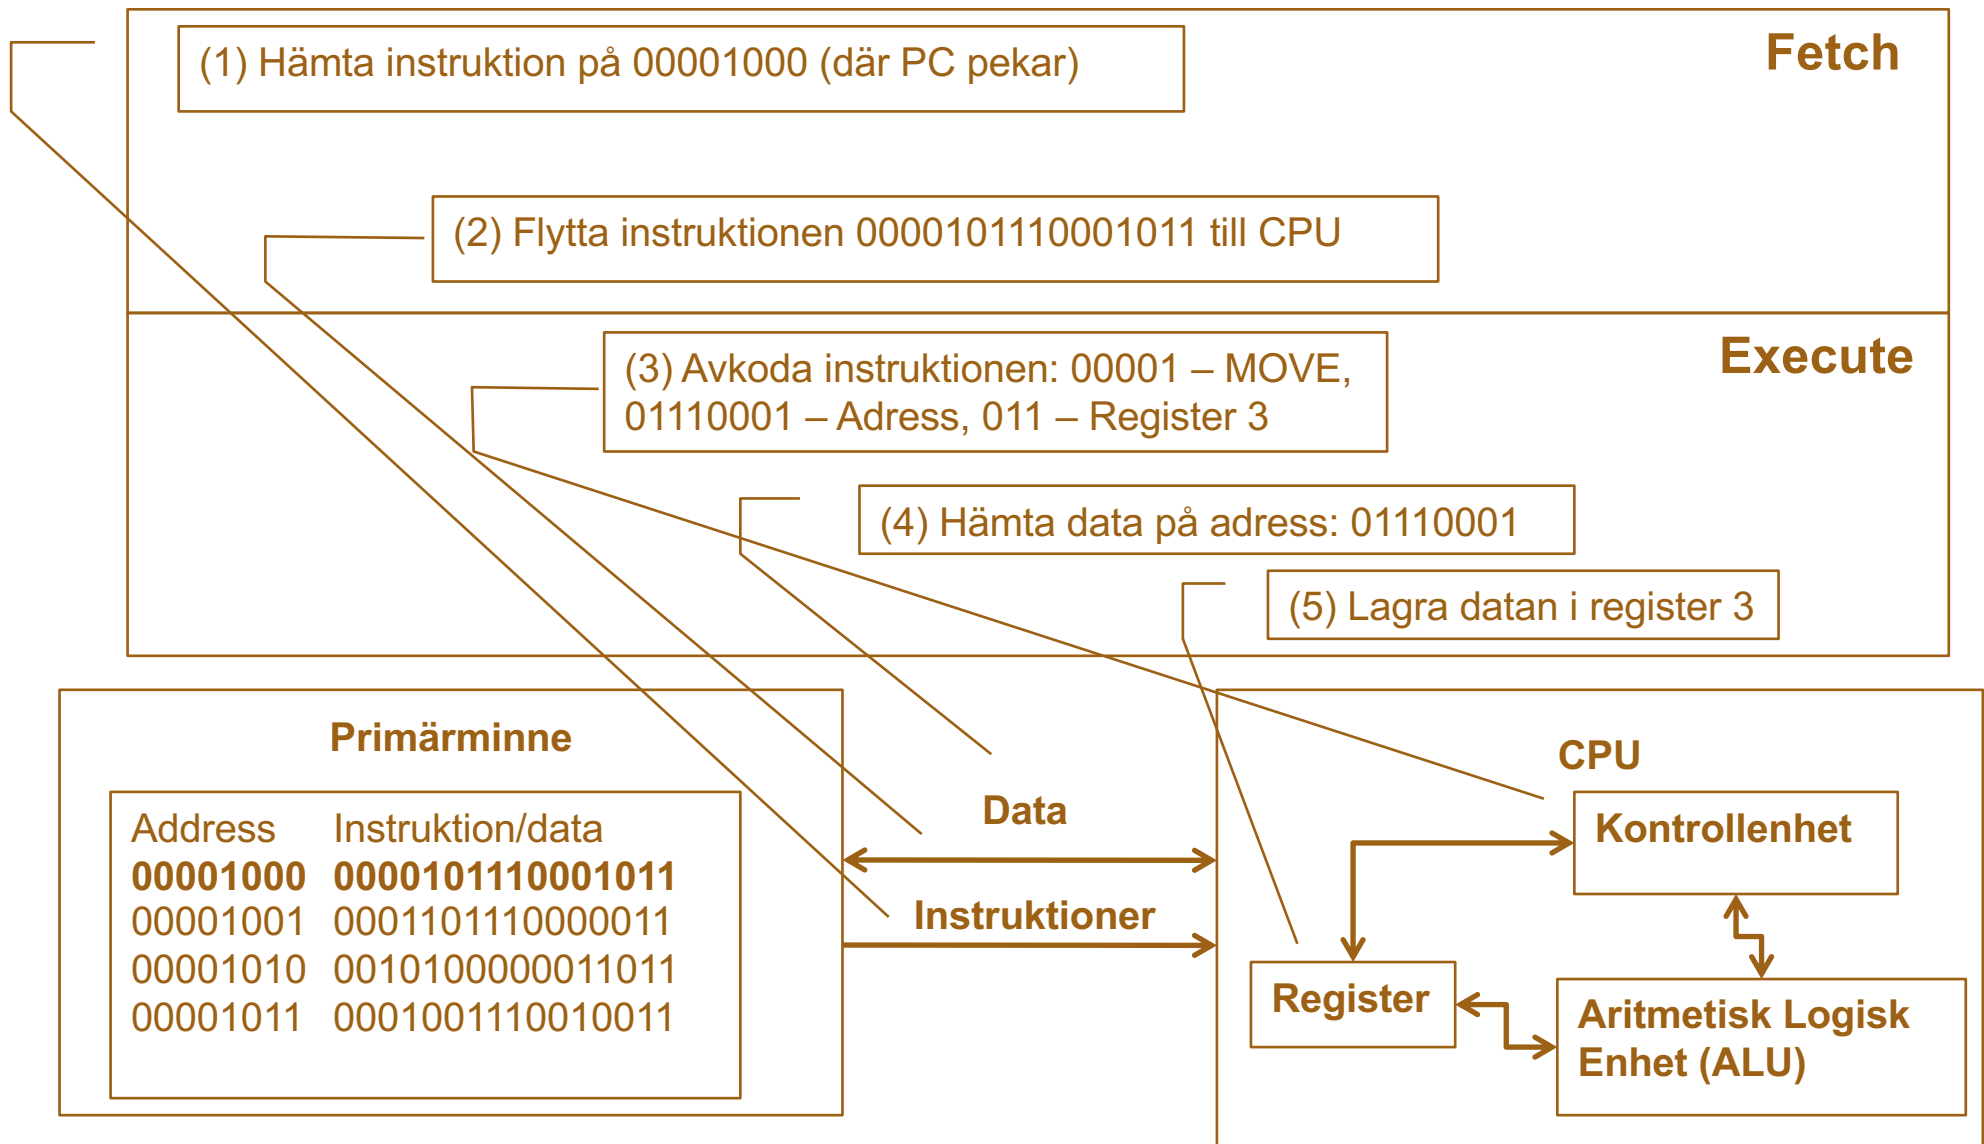 (1) Hämta instruktion på 00001000 (där PC pekar)
Fetch
(2) Flytta instruktionen 0000101110001011 till CPU
Execute
(3) Avkoda instruktionen: 00001 – MOVE,
01110001 – Adress, 011 – Register 3
(4) Hämta data på adress: 01110001
(5) Lagra datan i register 3
Primärminne
Address Instruktion/data
00001000 0000101110001011
00001001 0001101110000011
00001010 0010100000011011
00001011 0001001110010011
Data
Instruktioner
CPU
Kontrollenhet
Register
Aritmetisk Logisk
Enhet (ALU)